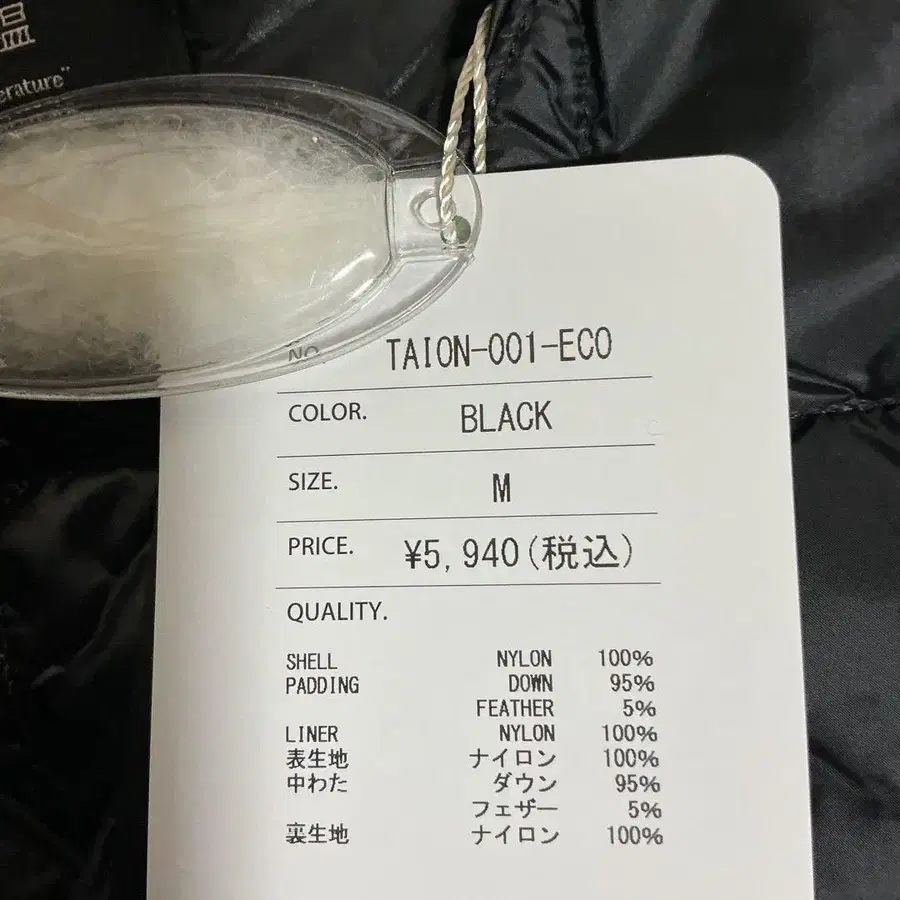 温
erature"
NO.
TAION-001-ECO
COLOR. BLACK
SIZE. M
PRICE. ¥5,940(税込)
QUALITY.
SHELL NYLON 100%
PADDING DOWN 95%
FEATHER 5%
LINER NYLON 100%
表生地 ナイロン 100%
中わた ダウン 95%
フェザー 5%
裏生地 ナイロン 100%